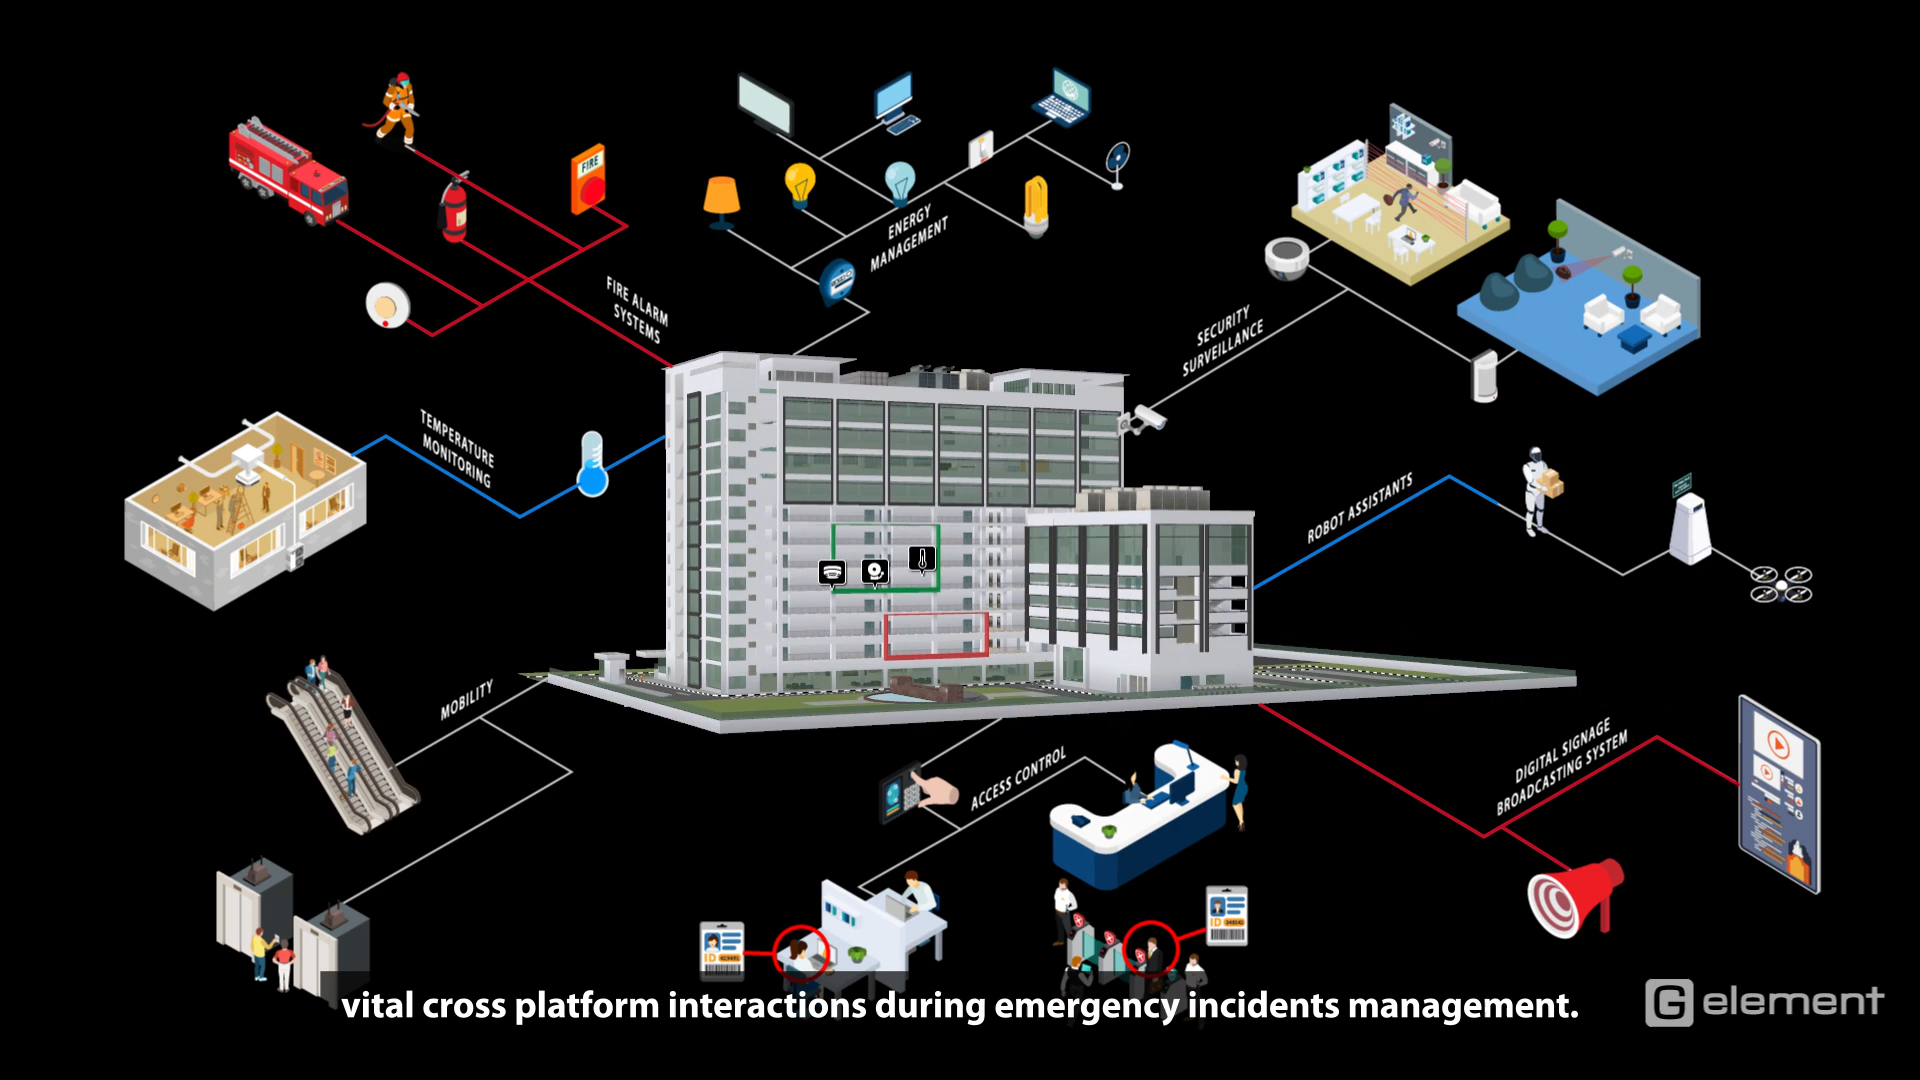 FIRE
ENERGY
MANAGEMENT
FIRE ALARM
SYSTEMS
SECURITY
SURVEILLANCE
TEMPERATURE
MONITORING
ROBOT ASSISTANTS
MOBILITY
ACCESS CONTROL
DIGITAL SIGNAGE
BROADCASTING SYSTEM
ID
ID
vital cross platform interactions during emergency incidents management.
G element